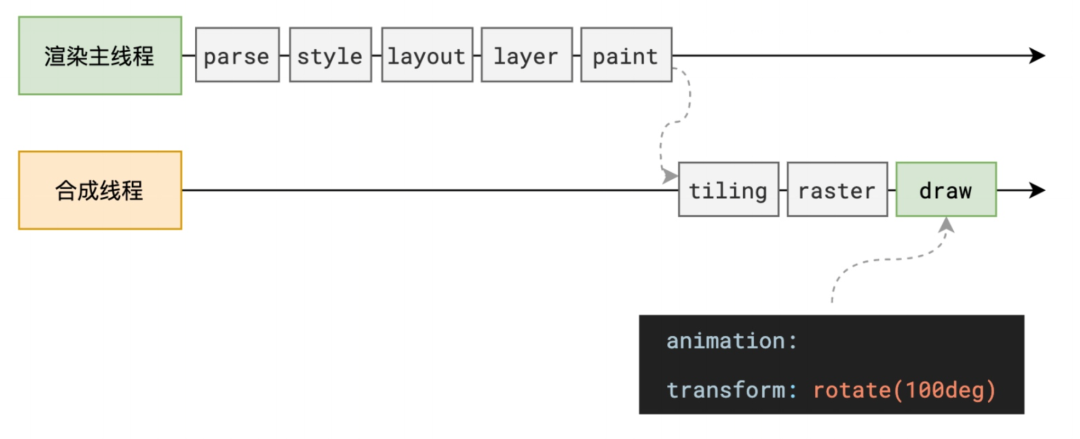 渲染主线程
parse style layout layer paint
合成线程
tiling raster draw
animation:
transform: rotate(100deg)